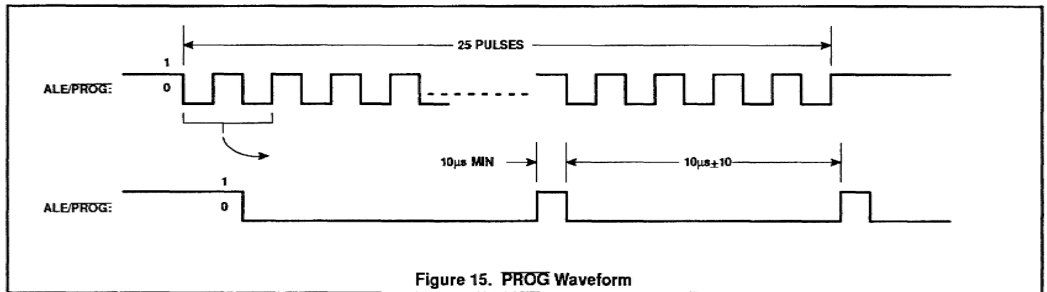 25 PULSES
1
ALE/PROG:
0
10μs MIN
10μs±10
1
ALE/PROG:
0
Figure 15. PROG Waveform